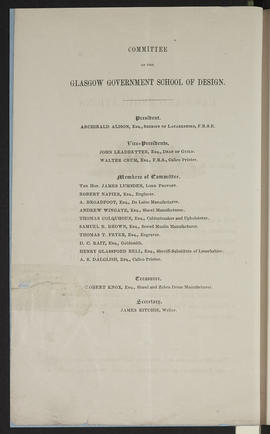 COMMITTEE
OF THE
GLASGOW GOVERNMENT SCHOOL OF DESIGN.
President.
ARCHIBALD ALISON, Esq., Sheriff of Lanarkshire, F.R.S.E.
Vice-Presidents.
JOHN LEADBETTER, Esq., Dean of Guild.
WALTER CRUM, Esq., F.R.S., Calico Printer.
Members of Committee.
The Hon. JAMES LUMSDEN, Lord Provost.
ROBERT NAPIER, Esq., Engineer.
A. BROADFOOT, Esq., De Laine Manufacturer.
ANDREW WINGATE, Esq., Shawl Manufacturer.
THOMAS COLQUHOUN, Esq., Cabinetmaker and Upholsterer.
SAMUEL R. BROWN, Esq., Sewed Muslin Manufacturer.
THOMAS T. FRYER, Esq., Engraver.
D. C. RAIT, Esq., Goldsmith.
HENRY GLASSFORD BELL, Esq., Sheriff-Substitute of Lanarkshire.
A. S. DALGLISH, Esq., Calico Printer.
Treasurer.
ROBERT KNOX, Esq., Shawl and Zebra Dress Manufacturer.
Secretary.
JAMES RITCHIE, Writer.